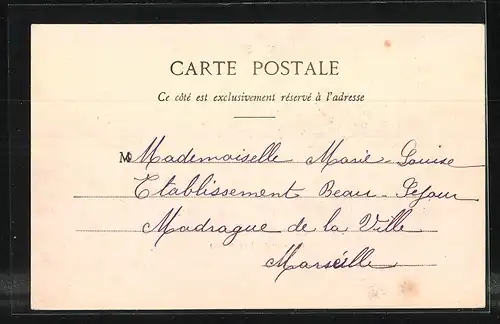 CARTE POSTALE
Ce côté est exclusivement réservé à l'adresse
M Mademoiselle Marie-Louise
Etablissement Beau-Séjour
Madrague de la Ville
Marseille